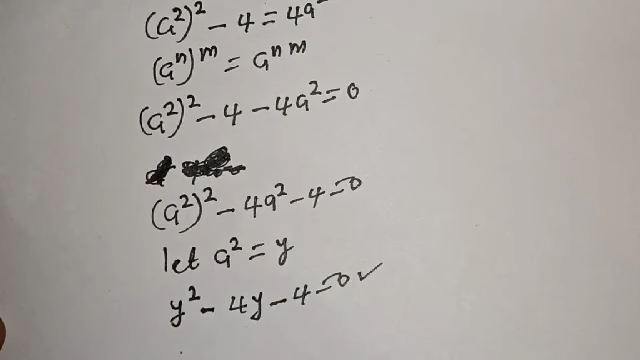 (a²)² - 4 = 4a²
(aⁿ)ᵐ = aⁿᵐ
(a²)² - 4 - 4a² = 0
(a²)² - 4a² - 4 = 0
let a² = y
y² - 4y - 4 = 0 ✓